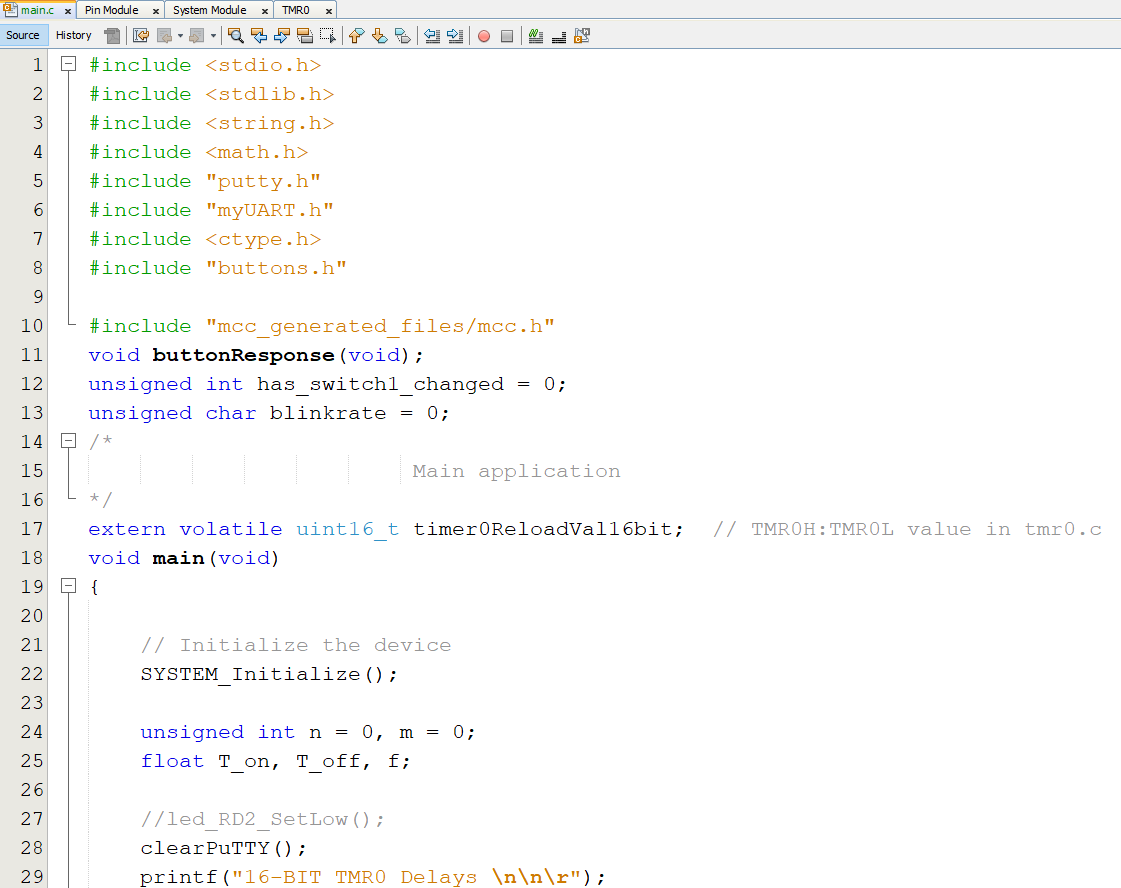 main.c x Pin Module x System Module x TMR0 x
Source History
1 #include <stdio.h>
2 #include <stdlib.h>
3 #include <string.h>
4 #include <math.h>
5 #include "putty.h"
6 #include "myUART.h"
7 #include <ctype.h>
8 #include "buttons.h"
9
10 #include "mcc_generated_files/mcc.h"
11 void buttonResponse(void);
12 unsigned int has_switch1_changed = 0;
13 unsigned char blinkrate = 0;
14 /*
15 Main application
16 */
17 extern volatile uint16_t timer0ReloadVal16bit; // TMR0H:TMR0L value in tmr0.c
18 void main(void)
19 {
20
21 // Initialize the device
22 SYSTEM_Initialize();
23
24 unsigned int n = 0, m = 0;
25 float T_on, T_off, f;
26
27 //led_RD2_SetLow();
28 clearPuTTY();
29 printf("16-BIT TMR0 Delays \n\n\r");